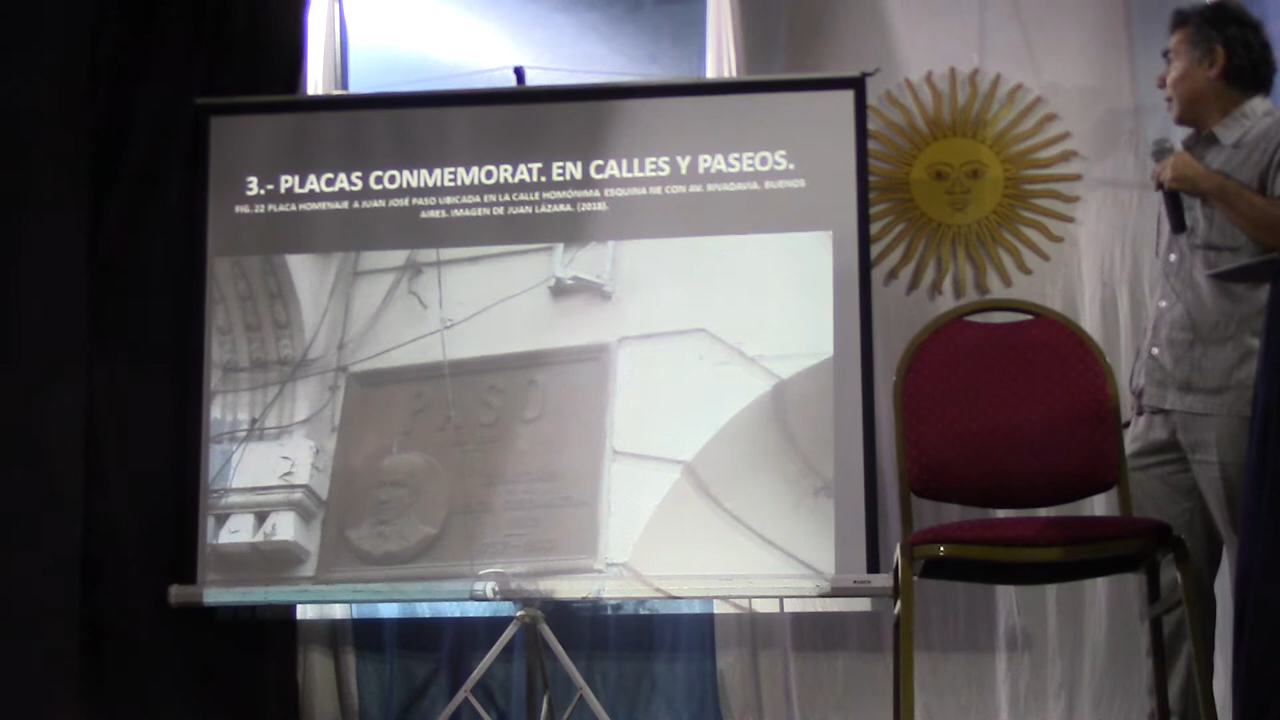 3.- PLACAS CONMEMORAT. EN CALLES Y PASEOS.
FIG. 22 PLACA HOMENAJE A JUAN JOSÉ PASO UBICADA EN LA CALLE HOMÓNIMA ESQUINA NE CON AV. RIVADAVIA. BUENOS
AIRES. IMAGEN DE JUAN LÁZARA. (2018).
PASO